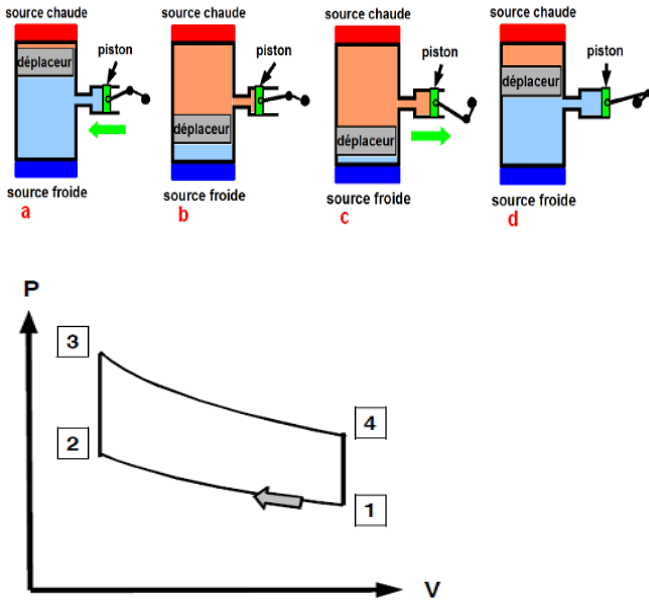 source chaude
piston
déplaceur
source froide
a
source chaude
piston
déplaceur
source froide
b
source chaude
piston
déplaceur
source froide
c
source chaude
piston
déplaceur
source froide
d
P
3
4
2
1
V